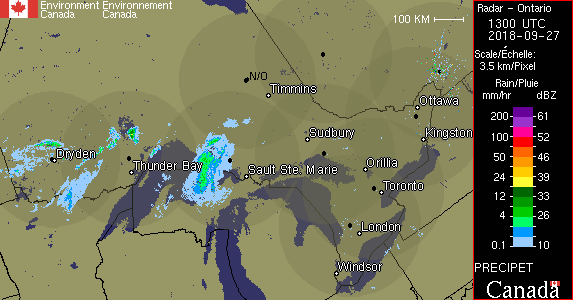 Environment Environnement
Canada Canada
100 KM
N/O
Timmins
Ottawa
Sudbury
Kingston
Dryden
Thunder Bay
Sault Ste. Marie
Orillia
Toronto
London
Windsor
Radar - Ontario
1300 UTC
2018-09-27
Scale/Échelle:
3.5 km/Pixel
Rain/Pluie
mm/hr dBZ
200 61
100 56
50 46
24 39
12 33
4 26
0.1 10
PRECIPET
Canada